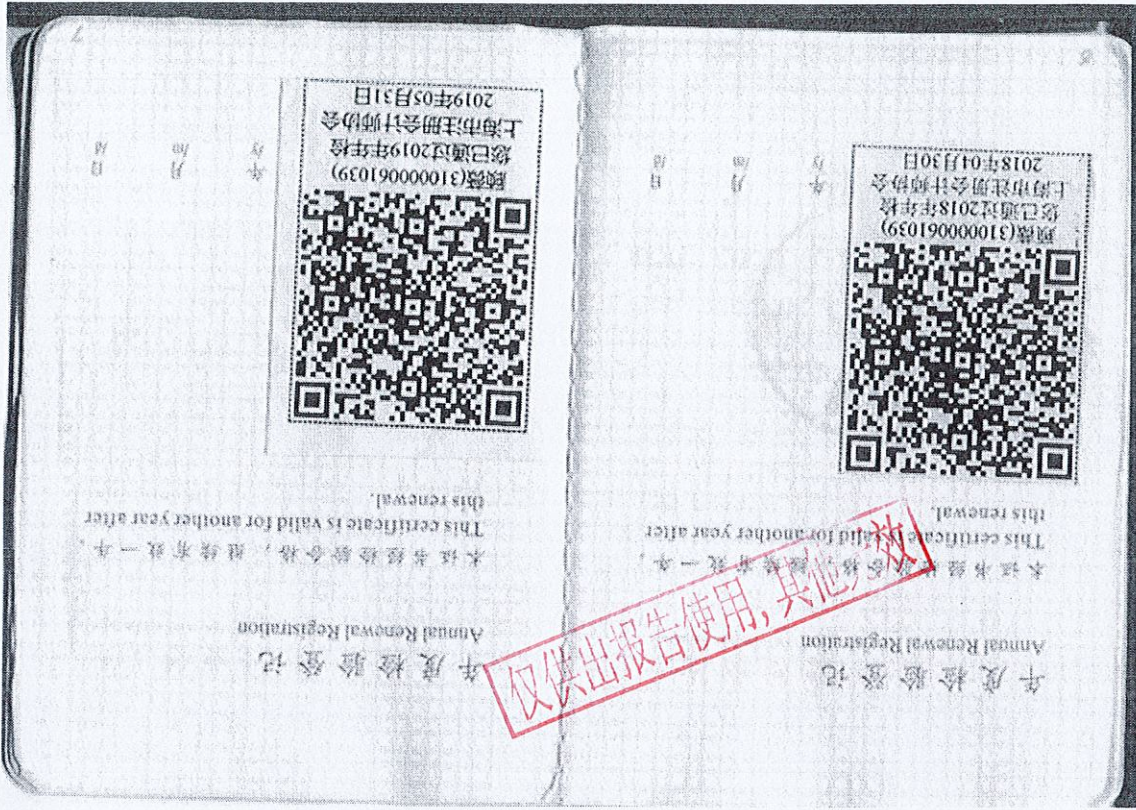 年度检验登记
Annual Renewal Registration
本证书经检验合格，继续有效一年。
This certificate is valid for another year after
this renewal.
顾薇(310000061039)
您已通过2018年年检
上海市注册会计师协会
2018年04月30日
年 月 日
/y /m /d
6
年度检验登记
Annual Renewal Registration
本证书经检验合格，继续有效一年。
This certificate is valid for another year after
this renewal.
顾薇(310000061039)
您已通过2019年年检
上海市注册会计师协会
2019年05月31日
年 月 日
/y /m /d
7
仅供出报告使用,其他无效